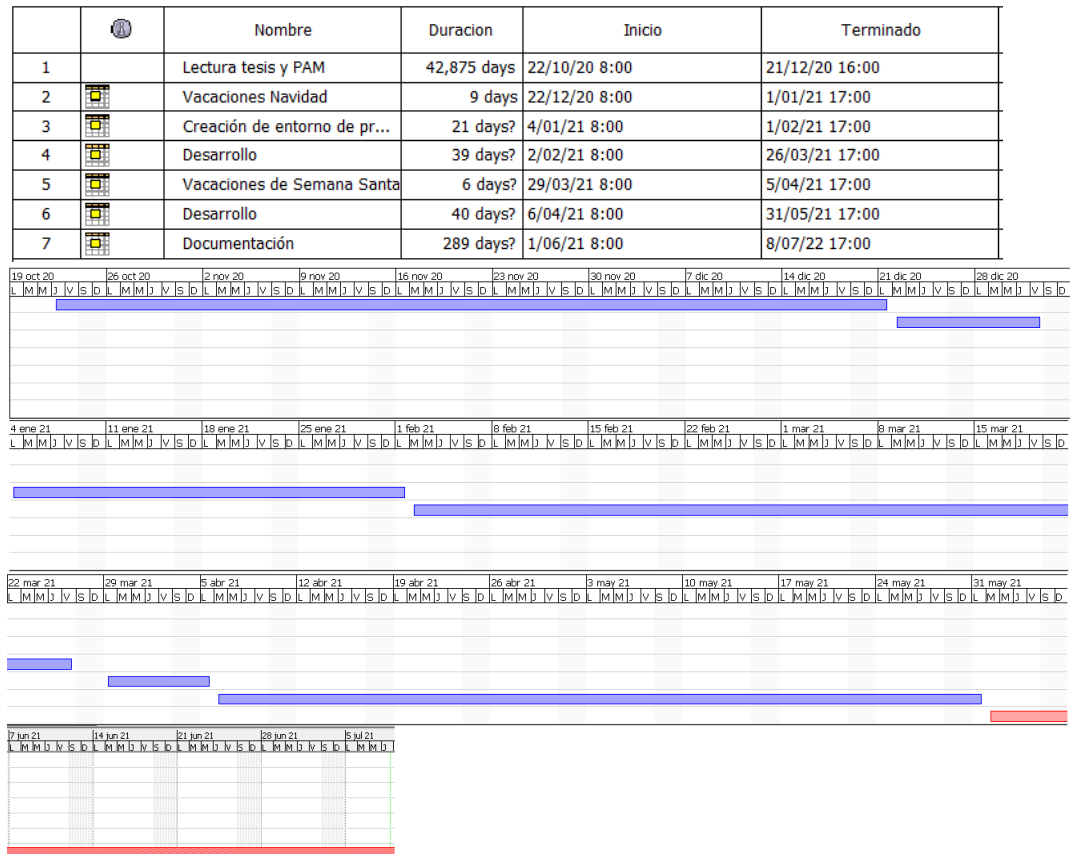 Nombre Duracion Inicio Terminado
1 Lectura tesis y PAM 42,875 days 22/10/20 8:00 21/12/20 16:00
2 Vacaciones Navidad 9 days 22/12/20 8:00 1/01/21 17:00
3 Creación de entorno de pr... 21 days? 4/01/21 8:00 1/02/21 17:00
4 Desarrollo 39 days? 2/02/21 8:00 26/03/21 17:00
5 Vacaciones de Semana Santa 6 days? 29/03/21 8:00 5/04/21 17:00
6 Desarrollo 40 days? 6/04/21 8:00 31/05/21 17:00
7 Documentación 289 days? 1/06/21 8:00 8/07/22 17:00
19 oct 20 26 oct 20 2 nov 20 9 nov 20 16 nov 20 23 nov 20 30 nov 20 7 dic 20 14 dic 20 21 dic 20 28 dic 20
L M M J V S D L M M J V S D L M M J V S D L M M J V S D L M M J V S D L M M J V S D L M M J V S D L M M J V S D L M M J V S D L M M J V S D L M M J V S D
4 ene 21 11 ene 21 18 ene 21 25 ene 21 1 feb 21 8 feb 21 15 feb 21 22 feb 21 1 mar 21 8 mar 21 15 mar 21
L M M J V S D L M M J V S D L M M J V S D L M M J V S D L M M J V S D L M M J V S D L M M J V S D L M M J V S D L M M J V S D L M M J V S D L M M J V S D
22 mar 21 29 mar 21 5 abr 21 12 abr 21 19 abr 21 26 abr 21 3 may 21 10 may 21 17 may 21 24 may 21 31 may 21
L M M J V S D L M M J V S D L M M J V S D L M M J V S D L M M J V S D L M M J V S D L M M J V S D L M M J V S D L M M J V S D L M M J V S D L M M J V S D
7 jun 21 14 jun 21 21 jun 21 28 jun 21 5 jul 21
L M M J V S D L M M J V S D L M M J V S D L M M J V S D L M M J